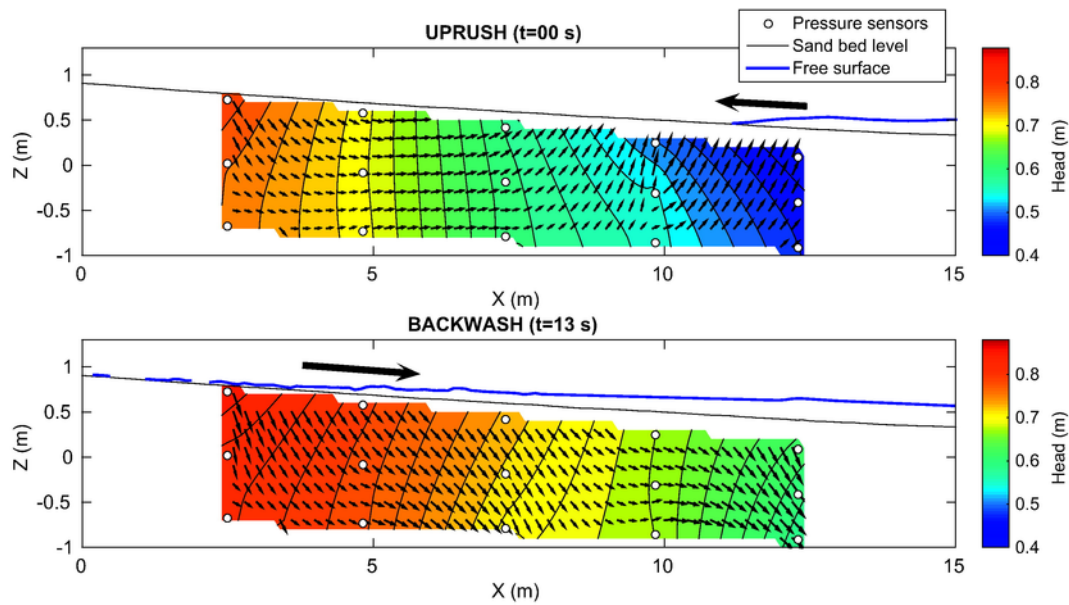 UPRUSH (t=00 s)
Pressure sensors
Sand bed level
Free surface
1
0.5
0
-0.5
-1
Z (m)
0 5 10 15
X (m)
0.8
0.7
0.6
0.5
0.4
Head (m)
BACKWASH (t=13 s)
1
0.5
0
-0.5
-1
Z (m)
0 5 10 15
X (m)
0.8
0.7
0.6
0.5
0.4
Head (m)